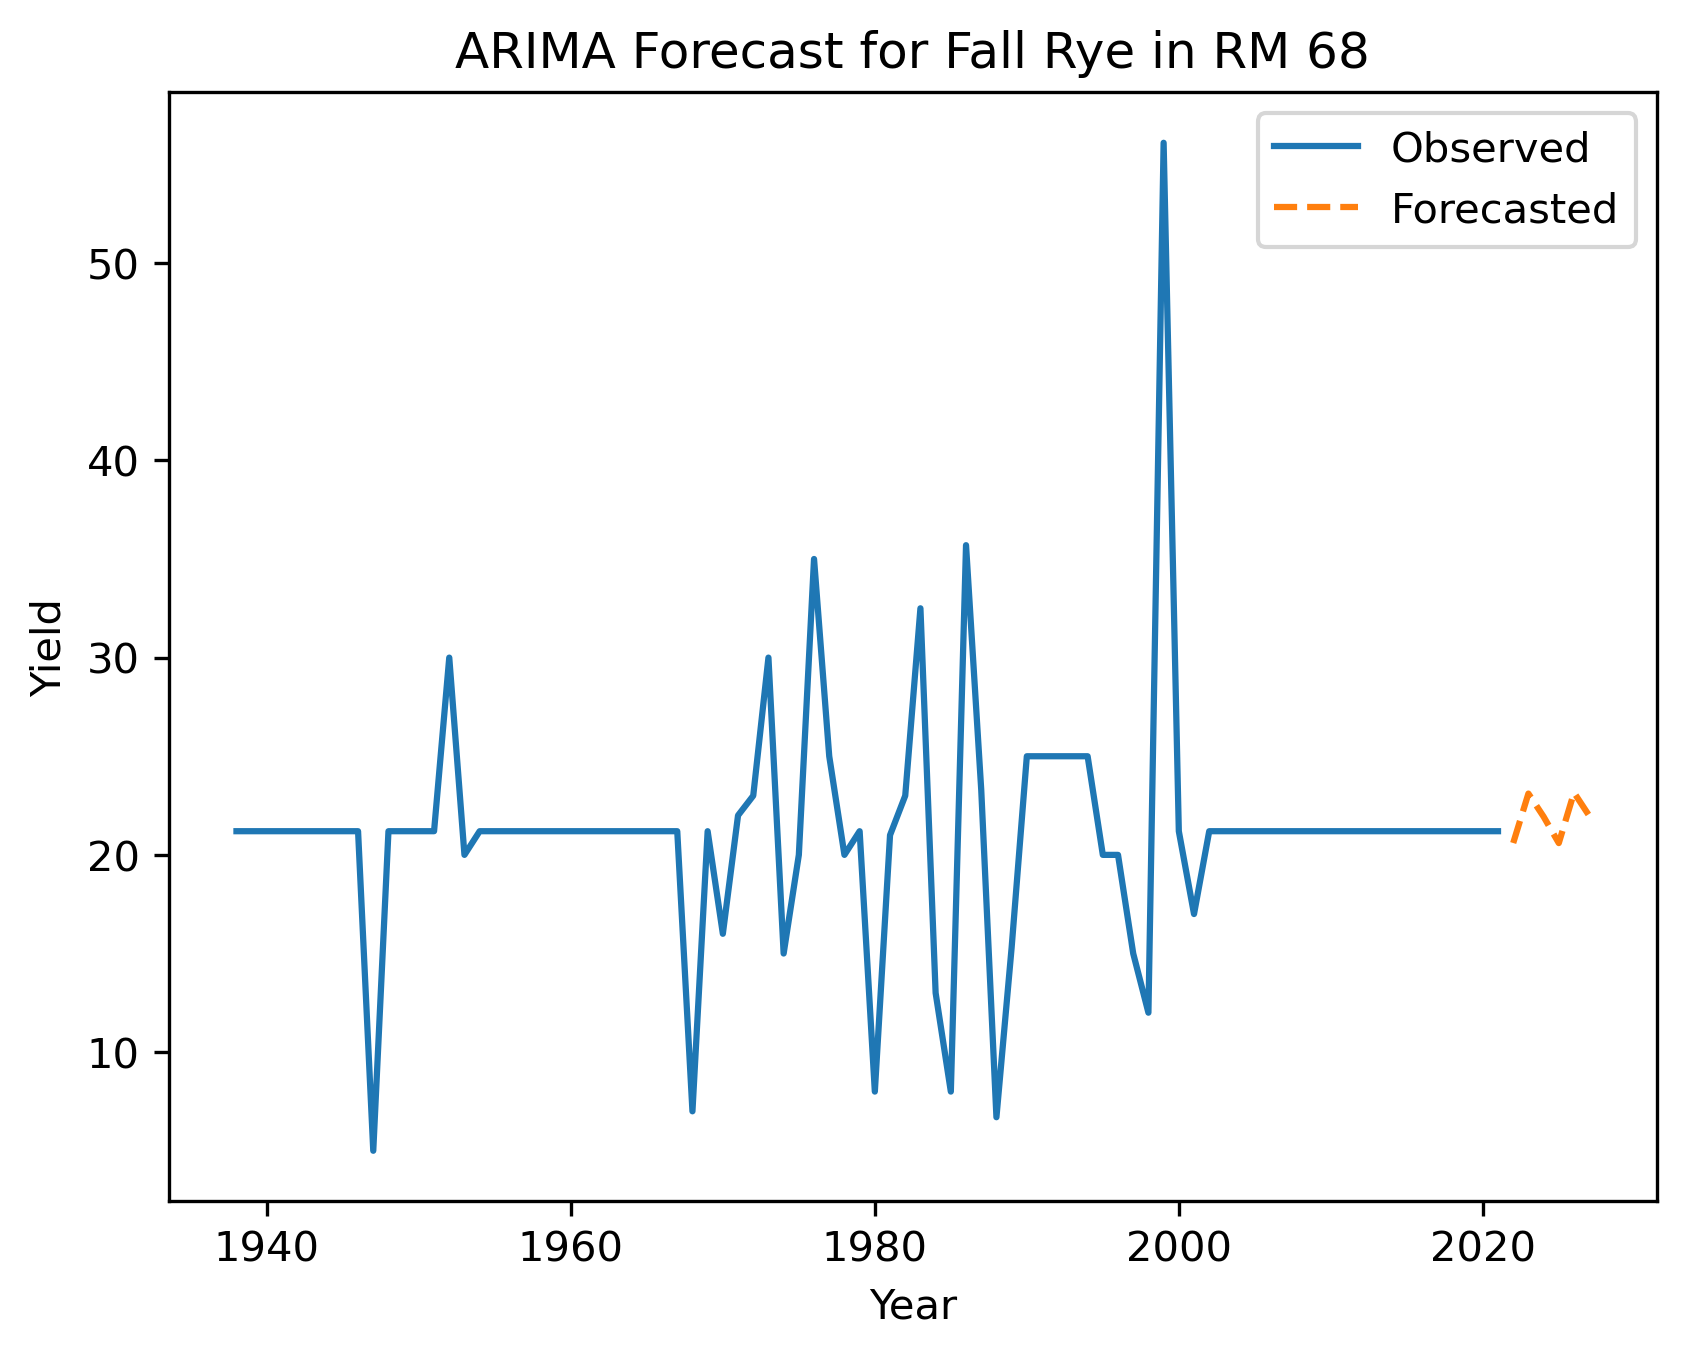 ARIMA Forecast for Fall Rye in RM 68
Observed
Forecasted
50
40
30
20
10
Yield
1940 1960 1980 2000 2020
Year